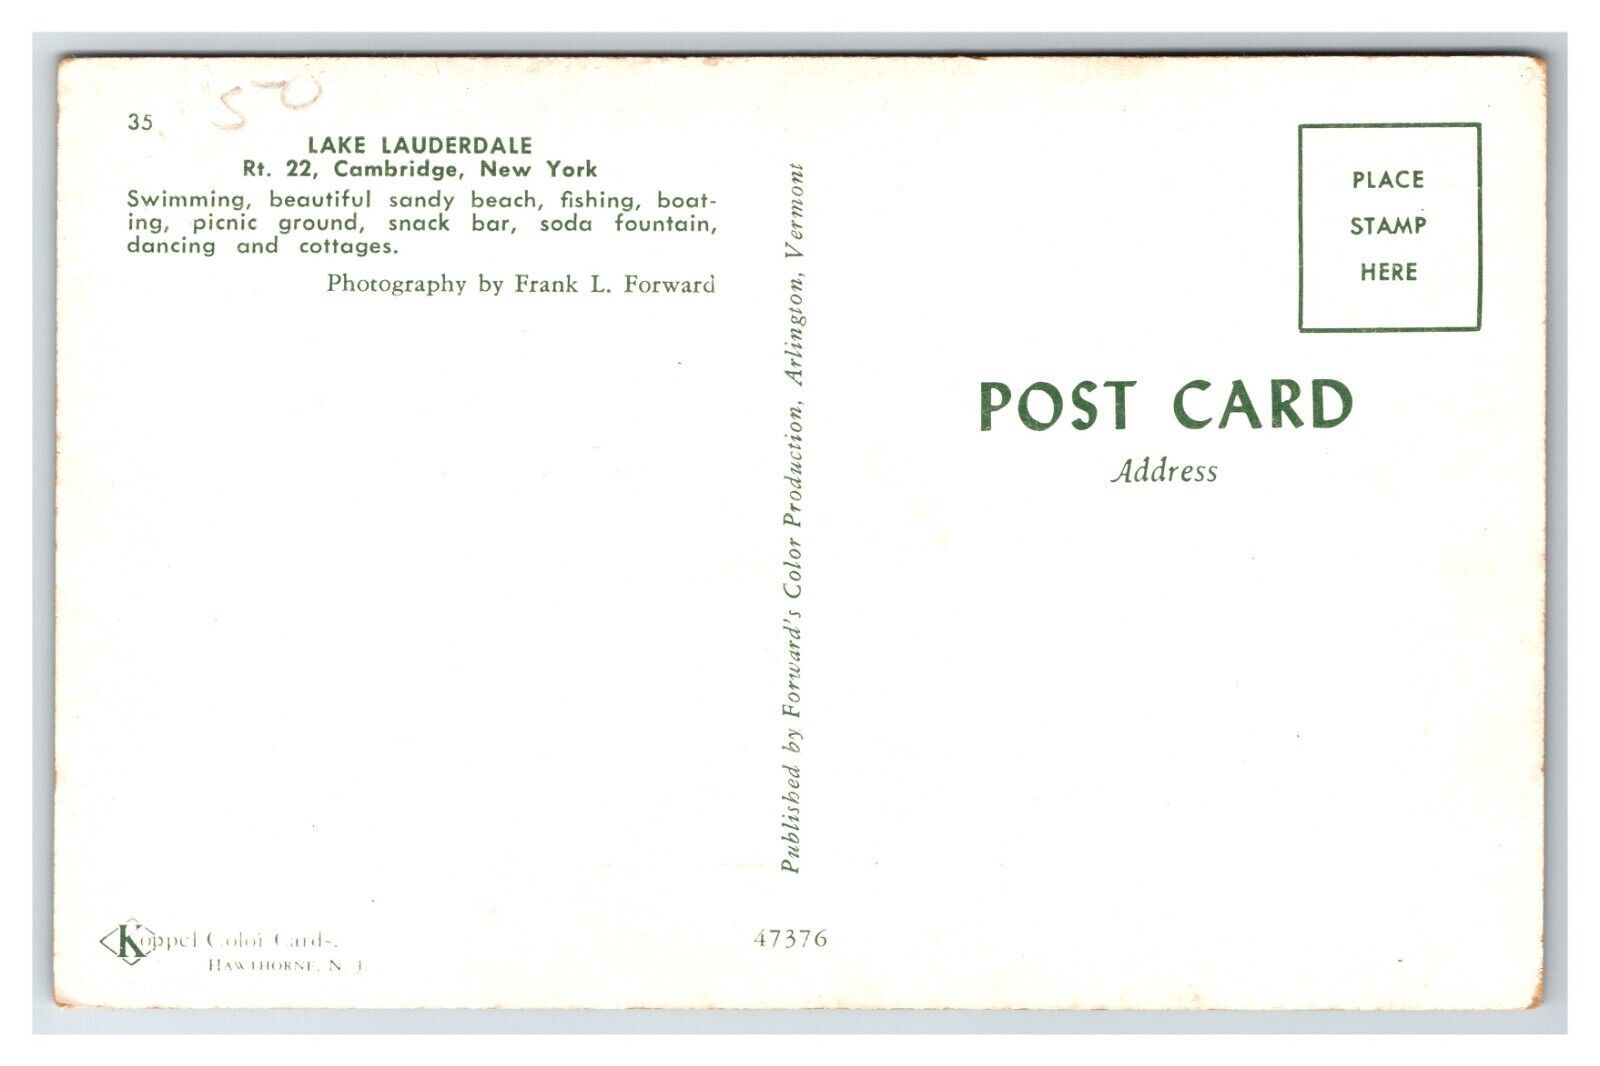 50
35
LAKE LAUDERDALE
Rt. 22, Cambridge, New York
Swimming, beautiful sandy beach, fishing, boat-
ing, picnic ground, snack bar, soda fountain,
dancing and cottages.
Photography by Frank L. Forward
Published by Forward's Color Production, Arlington, Vermont
PLACE
STAMP
HERE
POST CARD
Address
Koppel Color Cards,
HAWTHORNE, N. J.
47376